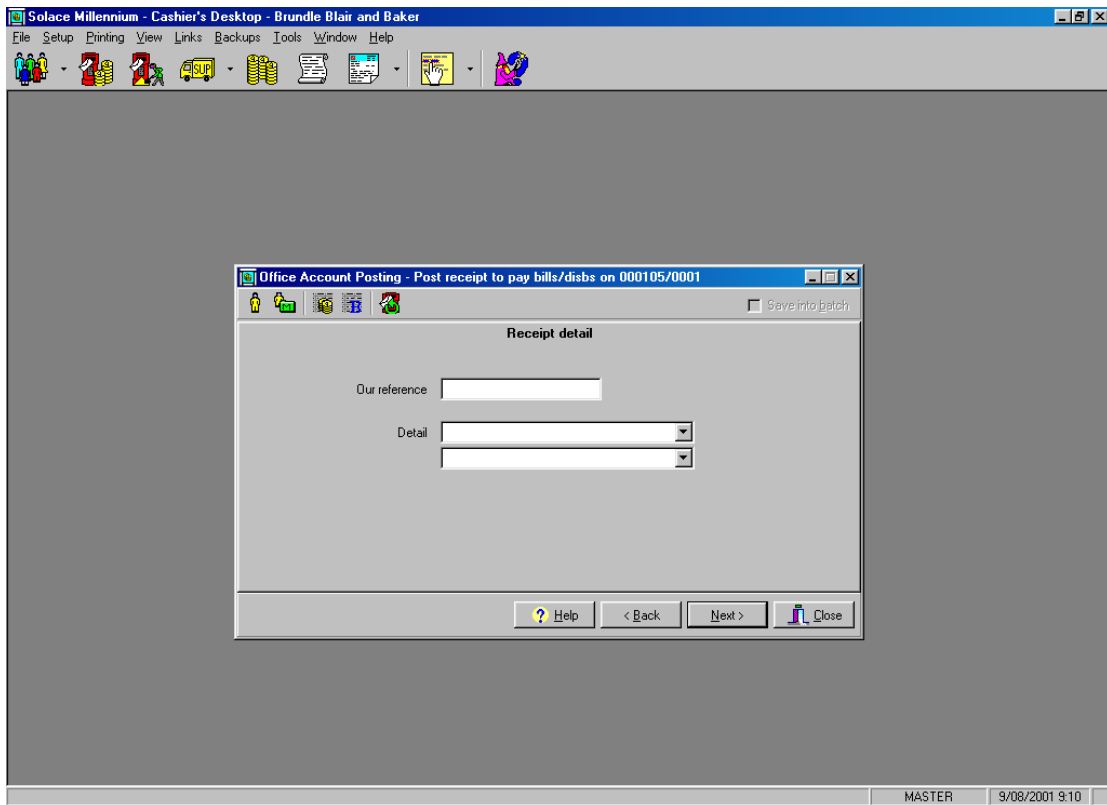 Solace Millennium - Cashier's Desktop - Brundle Blair and Baker
File Setup Printing View Links Backups Tools Window Help
SUP
Office Account Posting - Post receipt to pay bills/disbs on 000105/0001
Save into batch
Receipt detail
Our reference
Detail
? Help < Back Next > Close
MASTER 9/08/2001 9:10